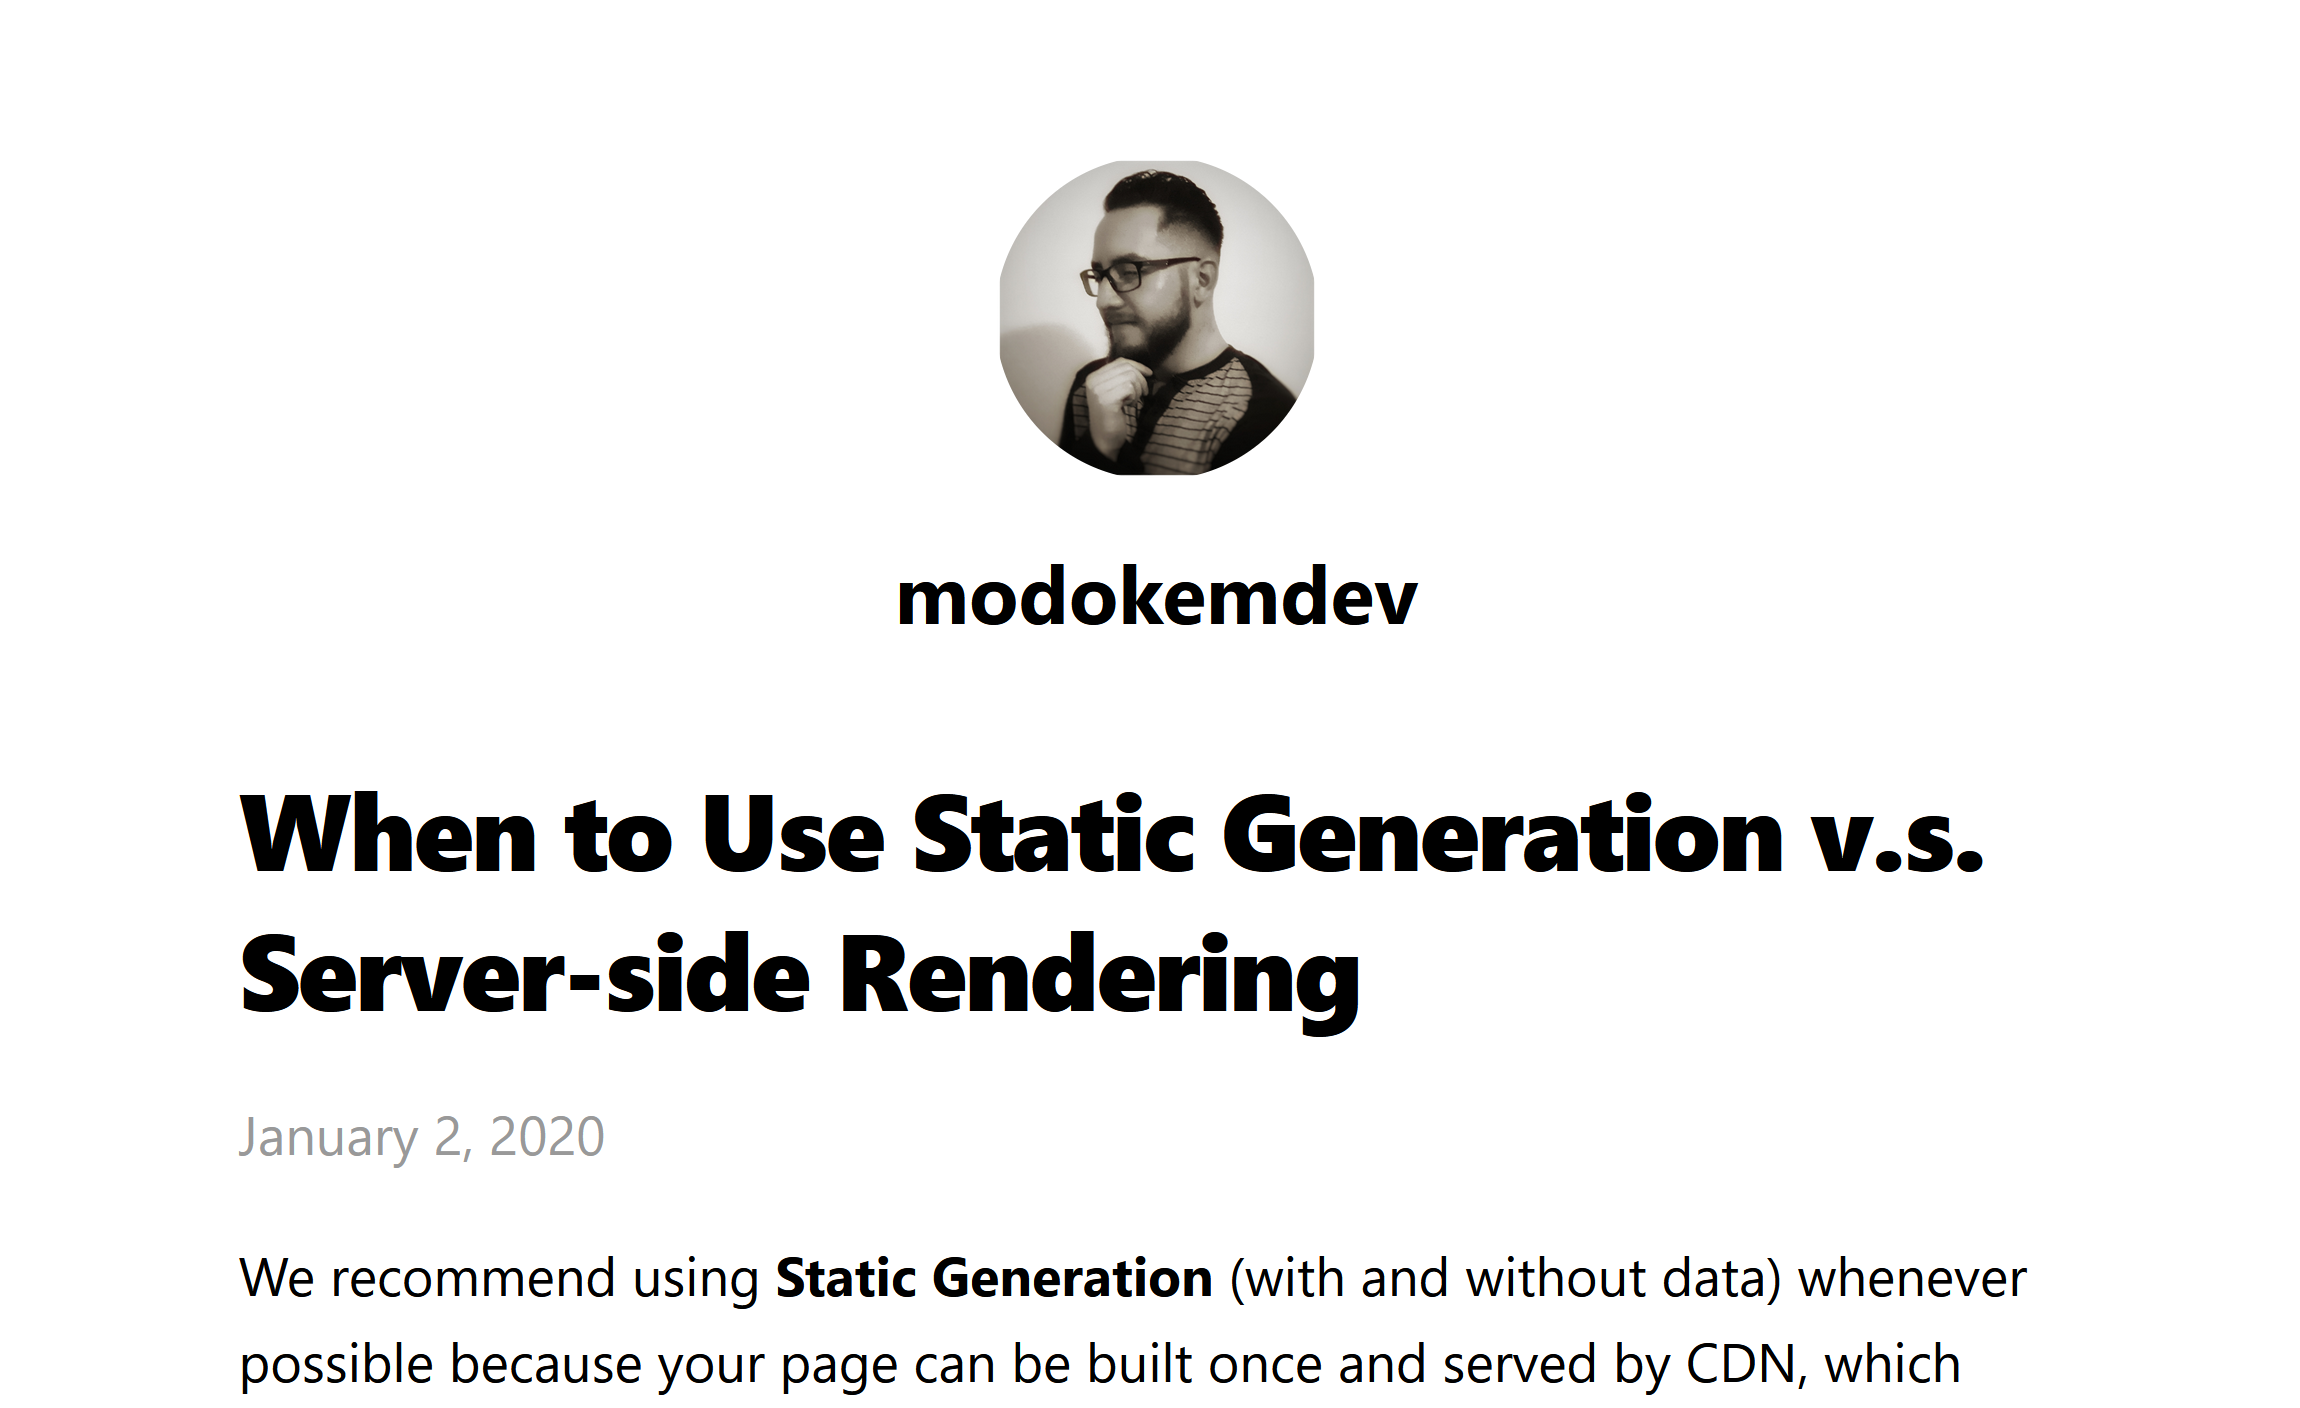 modokemdev
When to Use Static Generation v.s.
Server-side Rendering
January 2, 2020
We recommend using Static Generation (with and without data) whenever
possible because your page can be built once and served by CDN, which